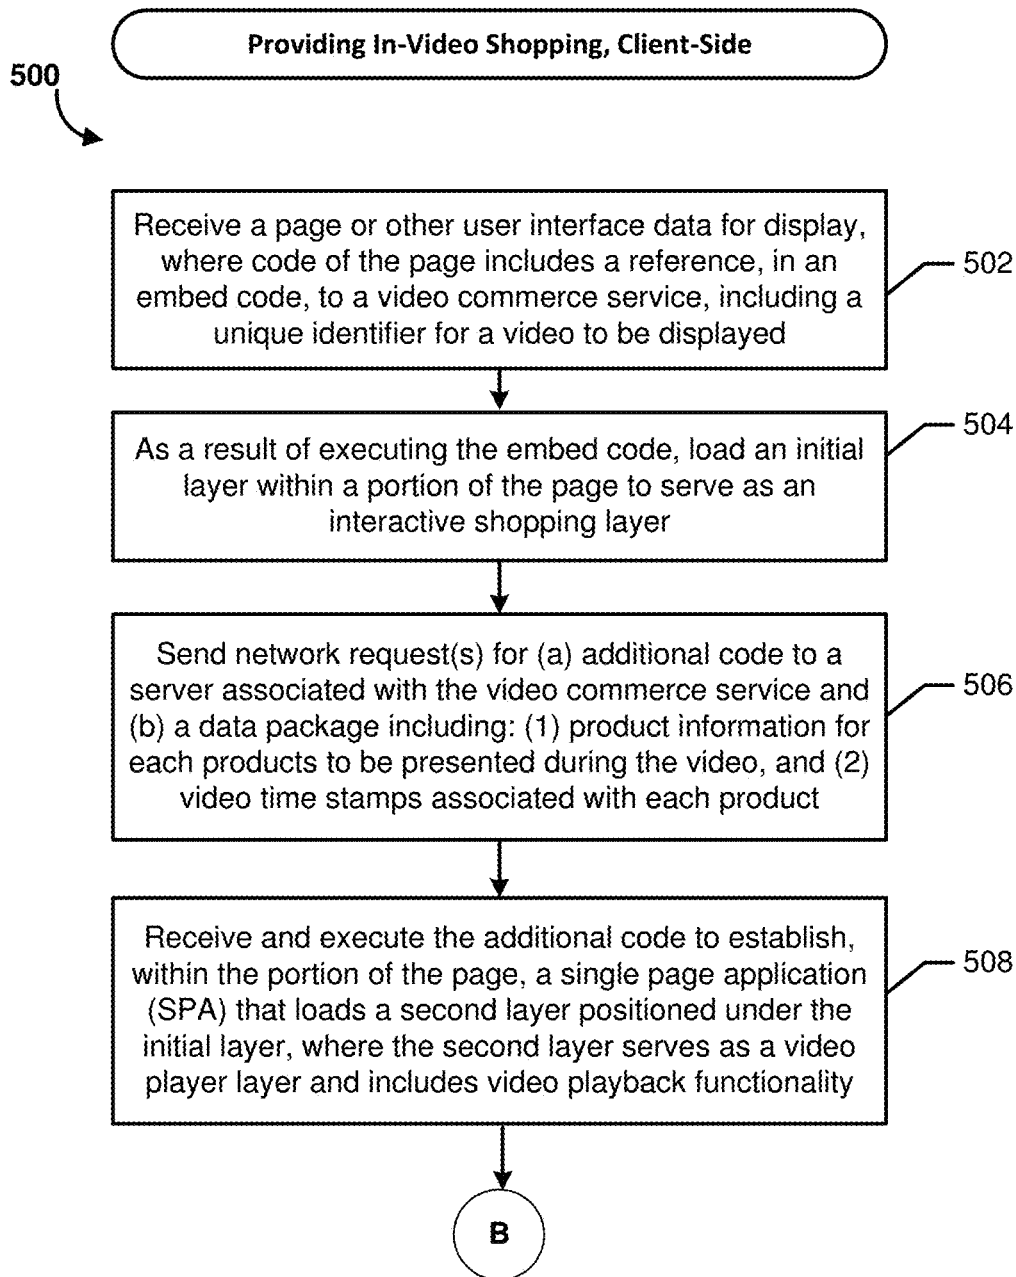 Providing In-Video Shopping, Client-Side
500
Receive a page or other user interface data for display,
where code of the page includes a reference, in an
embed code, to a video commerce service, including a
unique identifier for a video to be displayed
502
As a result of executing the embed code, load an initial
layer within a portion of the page to serve as an
interactive shopping layer
504
Send network request(s) for (a) additional code to a
server associated with the video commerce service and
(b) a data package including: (1) product information for
each products to be presented during the video, and (2)
video time stamps associated with each product
506
Receive and execute the additional code to establish,
within the portion of the page, a single page application
(SPA) that loads a second layer positioned under the
initial layer, where the second layer serves as a video
player layer and includes video playback functionality
508
B